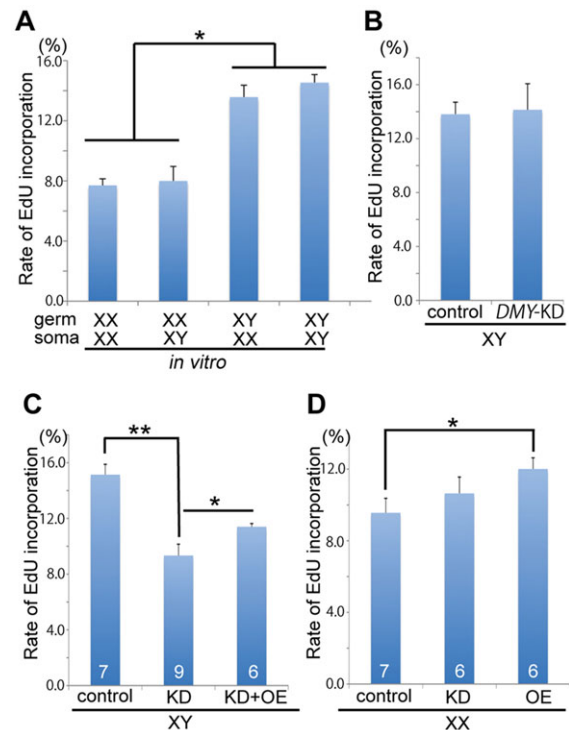 A
(%)
*
16.0
12.0
8.0
4.0
0.0
Rate of EdU incorporation
germ XX XX XY XY
soma XX XY XX XY
in vitro
B
(%)
16.0
12.0
8.0
4.0
0.0
Rate of EdU incorporation
control DMY-KD
XY
C
(%)
**
*
16.0
12.0
8.0
4.0
0.0
Rate of EdU incorporation
7 9 6
control KD KD+OE
XY
D
(%)
*
12.0
8.0
4.0
0.0
Rate of EdU incorporation
7 6 6
control KD OE
XX